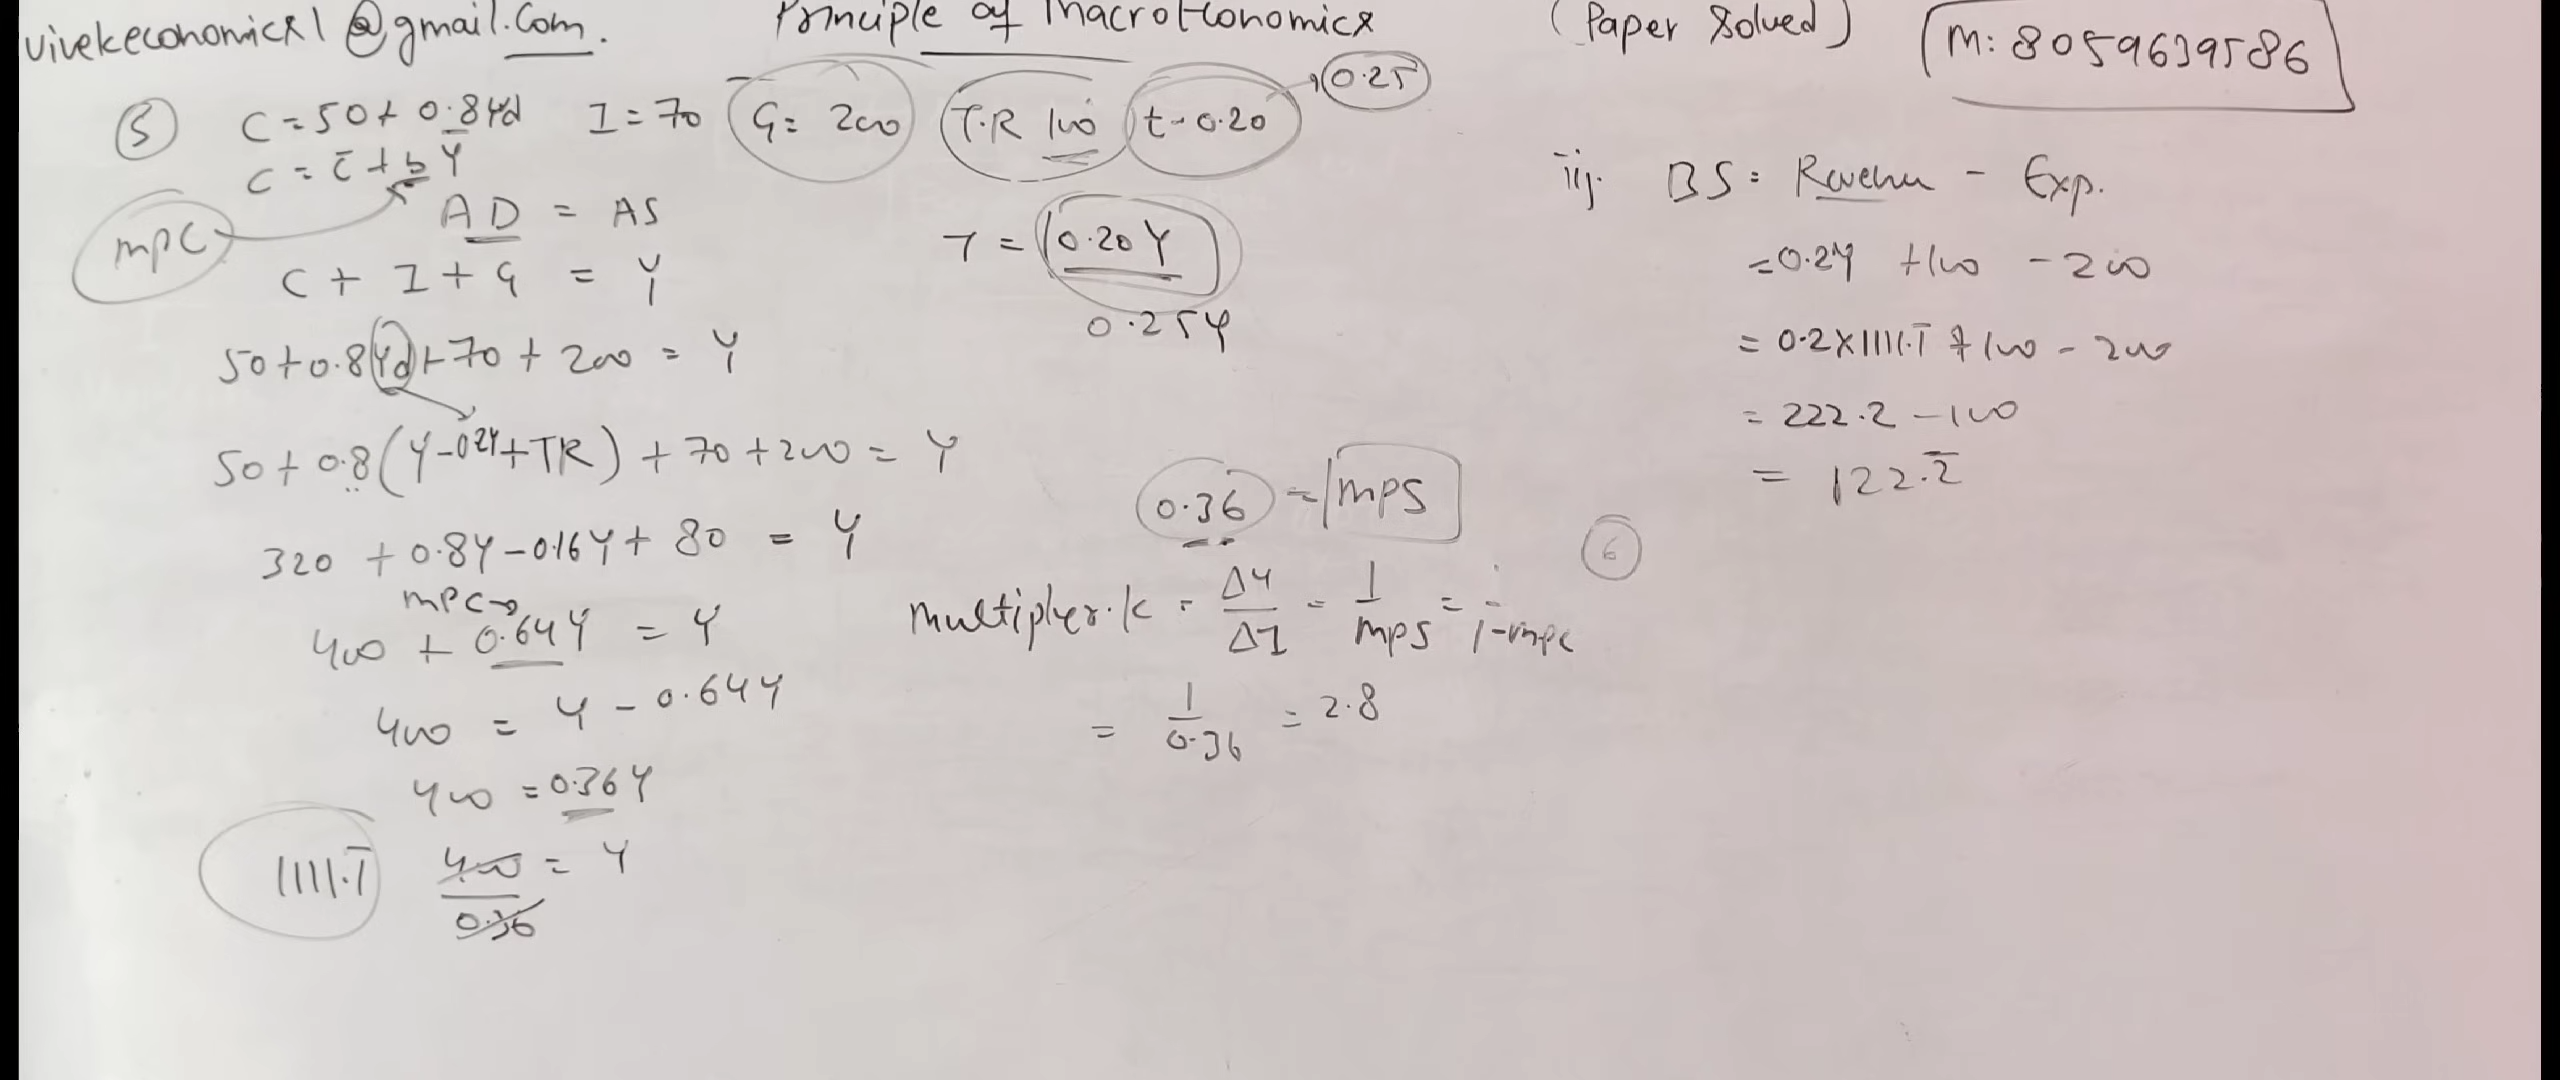 vivekeconomics1@gmail.com. Principle of Macroeconomics (Paper Solved) M: 8059639586
5 C = 50 + 0.8Yd I = 70 G = 200 T.R 100 t = 0.20 0.25
C = c̄ + bY
mpc
AD = AS
C + I + G = Y
50 + 0.8Yd + 70 + 200 = Y
50 + 0.8(Y - 0.2Y + TR) + 70 + 200 = Y
320 + 0.8Y - 0.16Y + 80 = Y
mpc→
400 + 0.64Y = Y
400 = Y - 0.64Y
400 = 0.36Y
1111.1̄ 400/0.36 = Y
T = 0.20Y
0.25Y
0.36 = mps
multiplier.k = ΔY/ΔI = 1/mps = 1/1-mpc
= 1/0.36 = 2.8
ii). BS = Revenu - Exp.
= 0.2Y + 100 - 200
= 0.2 X 1111.1̄ + 100 - 200
= 222.2 - 100
= 122.2̄
6